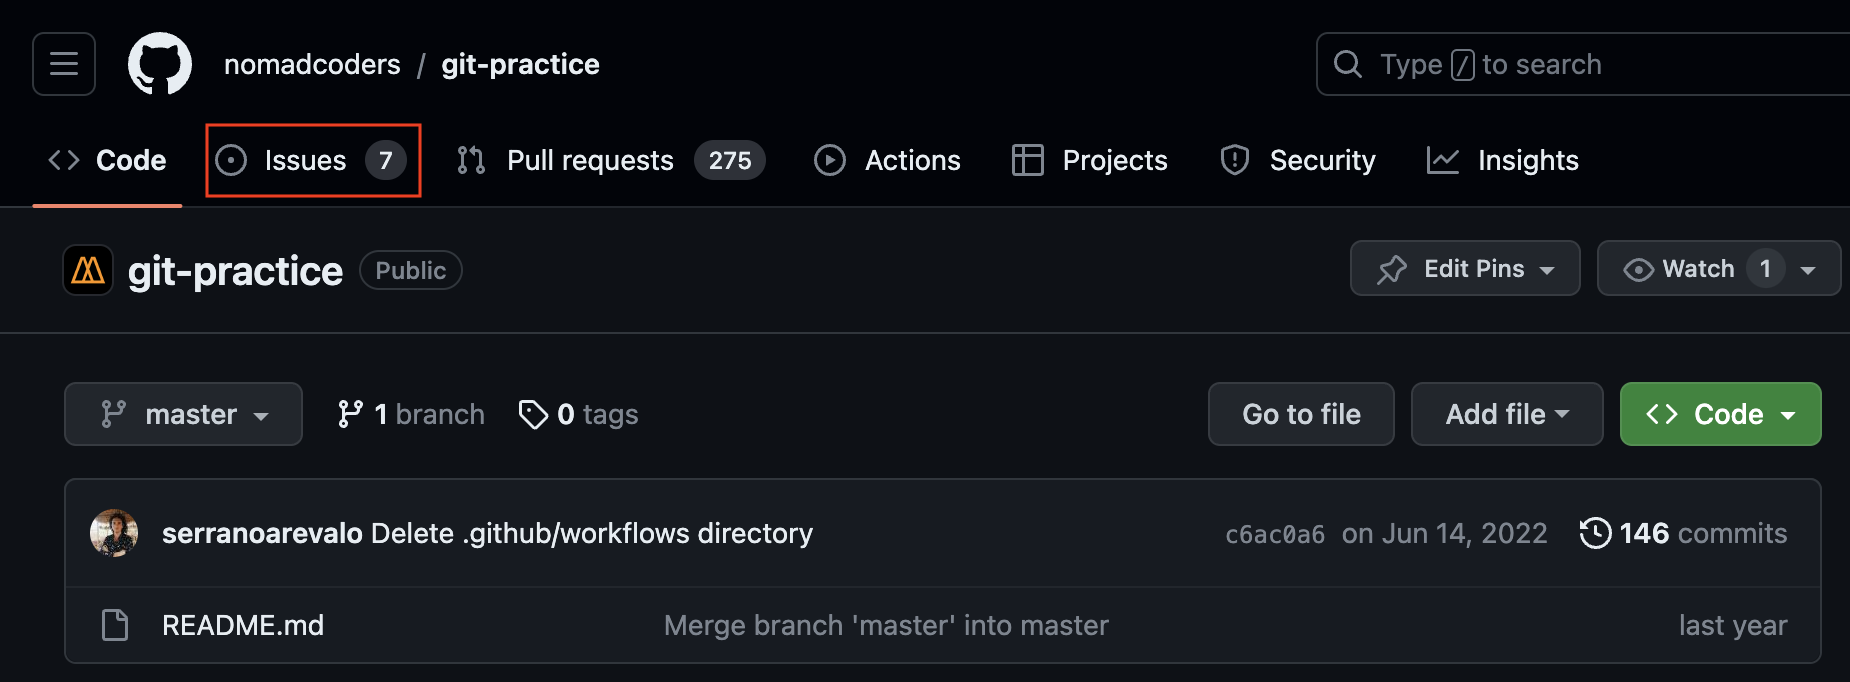 nomadcoders / git-practice
Type / to search
Code Issues 7 Pull requests 275 Actions Projects Security Insights
git-practice Public
Edit Pins Watch 1
master 1 branch 0 tags
Go to file Add file Code
serranoarevalo Delete .github/workflows directory c6ac0a6 on Jun 14, 2022 146 commits
README.md Merge branch 'master' into master last year